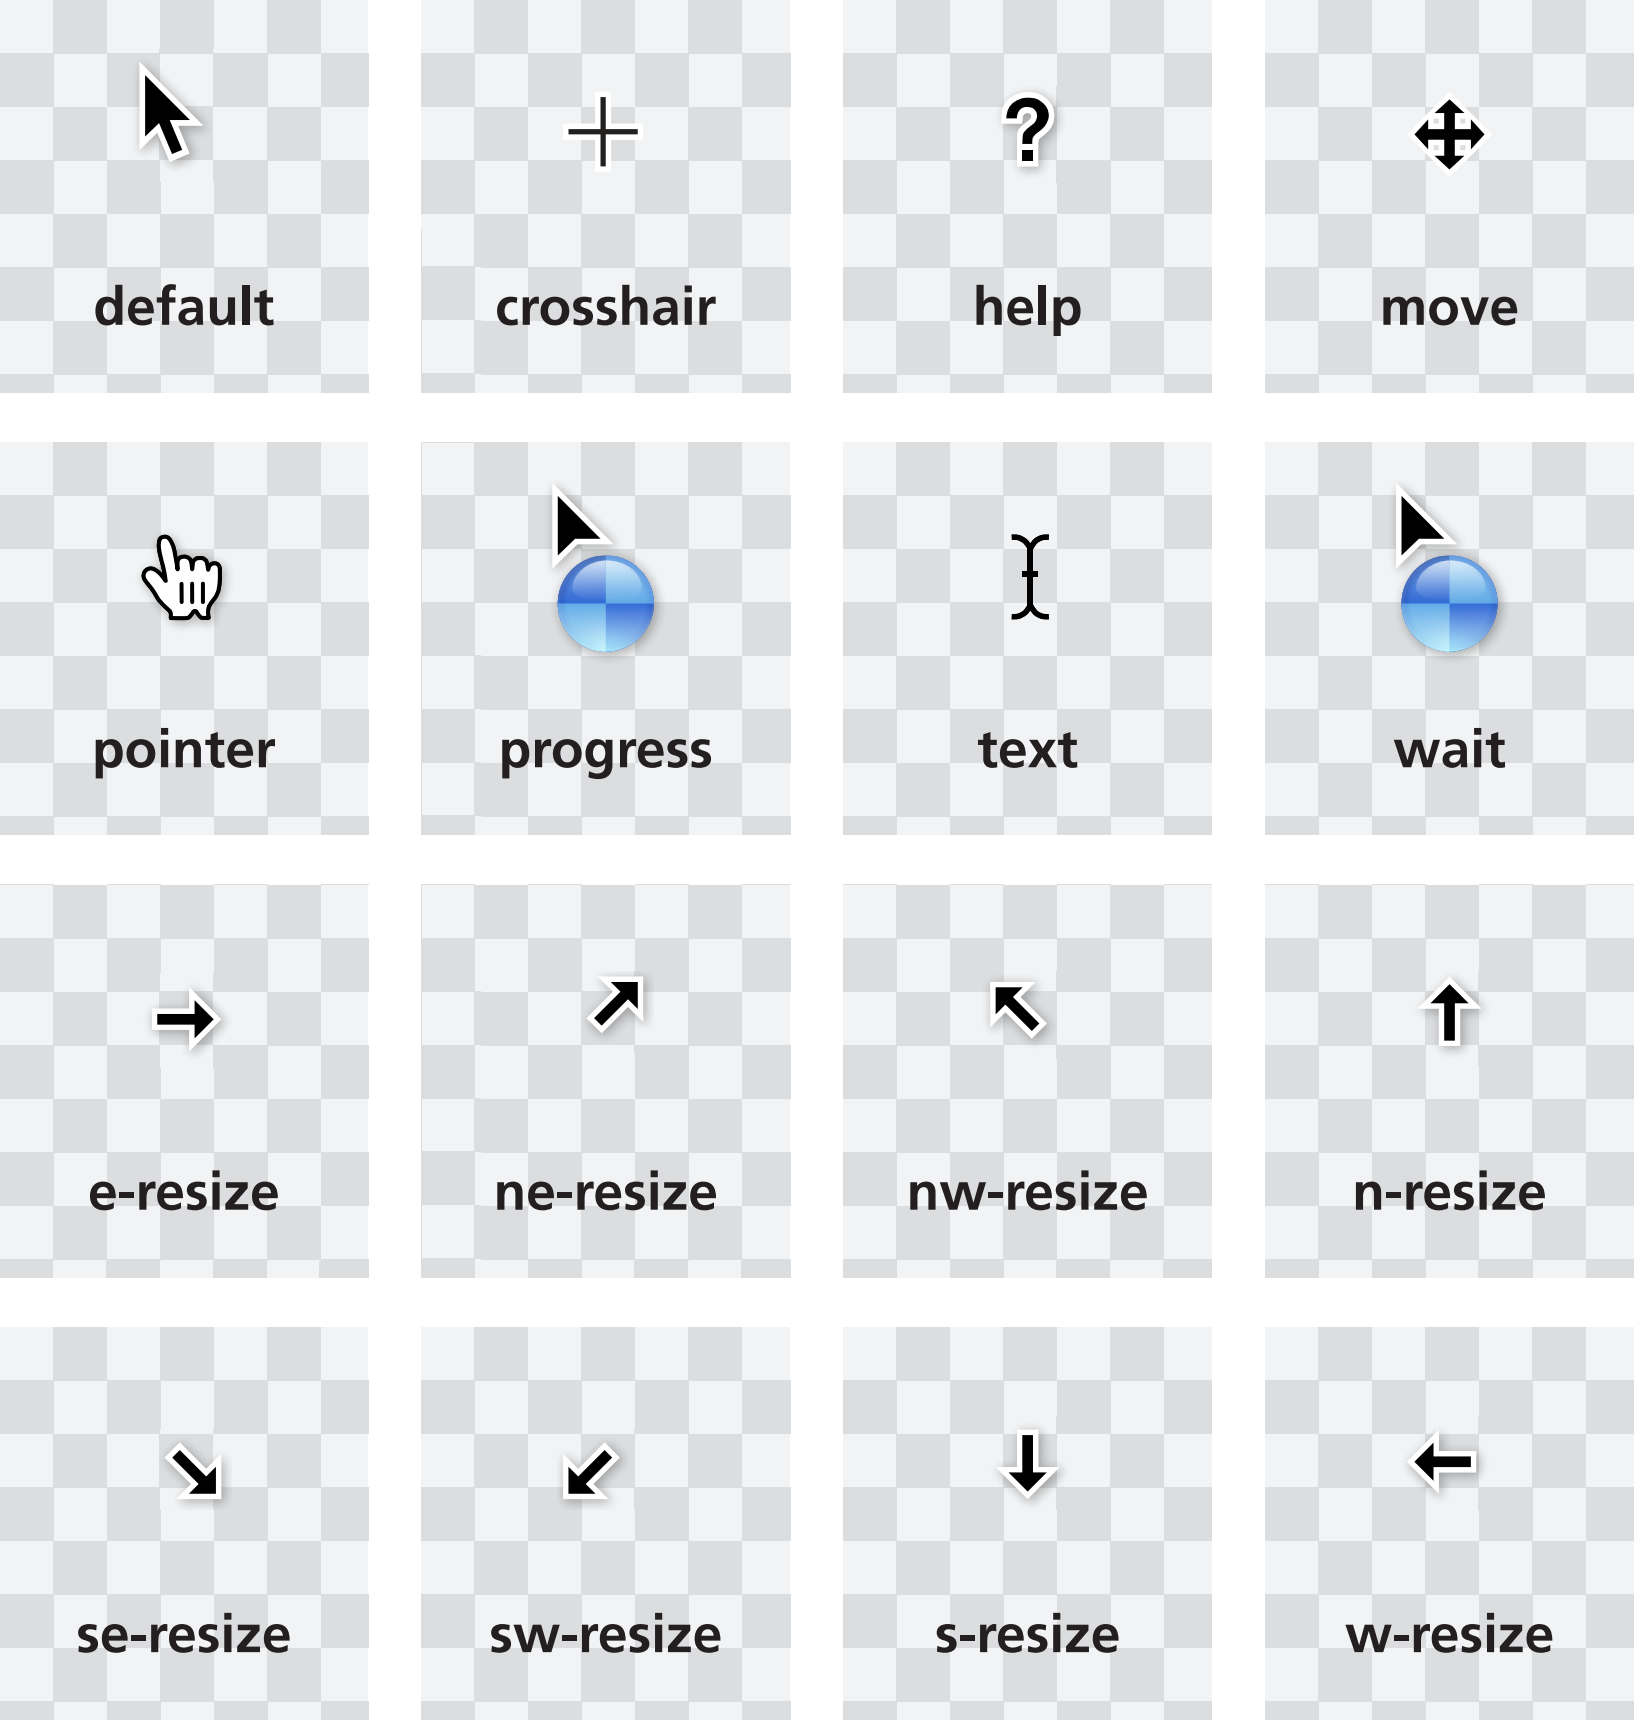 default
crosshair
help
move
pointer
progress
text
wait
e-resize
ne-resize
nw-resize
n-resize
se-resize
sw-resize
s-resize
w-resize